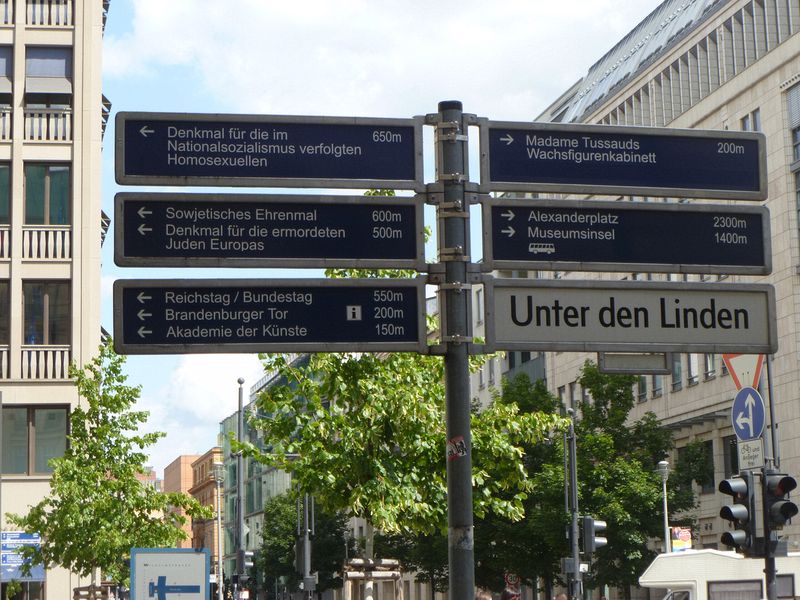 ← Denkmal für die im 650m
Nationalsozialismus verfolgten
Homosexuellen
← Sowjetisches Ehrenmal 600m
← Denkmal für die ermordeten 500m
Juden Europas
← Reichstag / Bundestag 550m
← Brandenburger Tor i 200m
← Akademie der Künste 150m
→ Madame Tussauds 200m
Wachsfigurenkabinett
→ Alexanderplatz 2300m
→ Museumsinsel 1400m
Unter den Linden